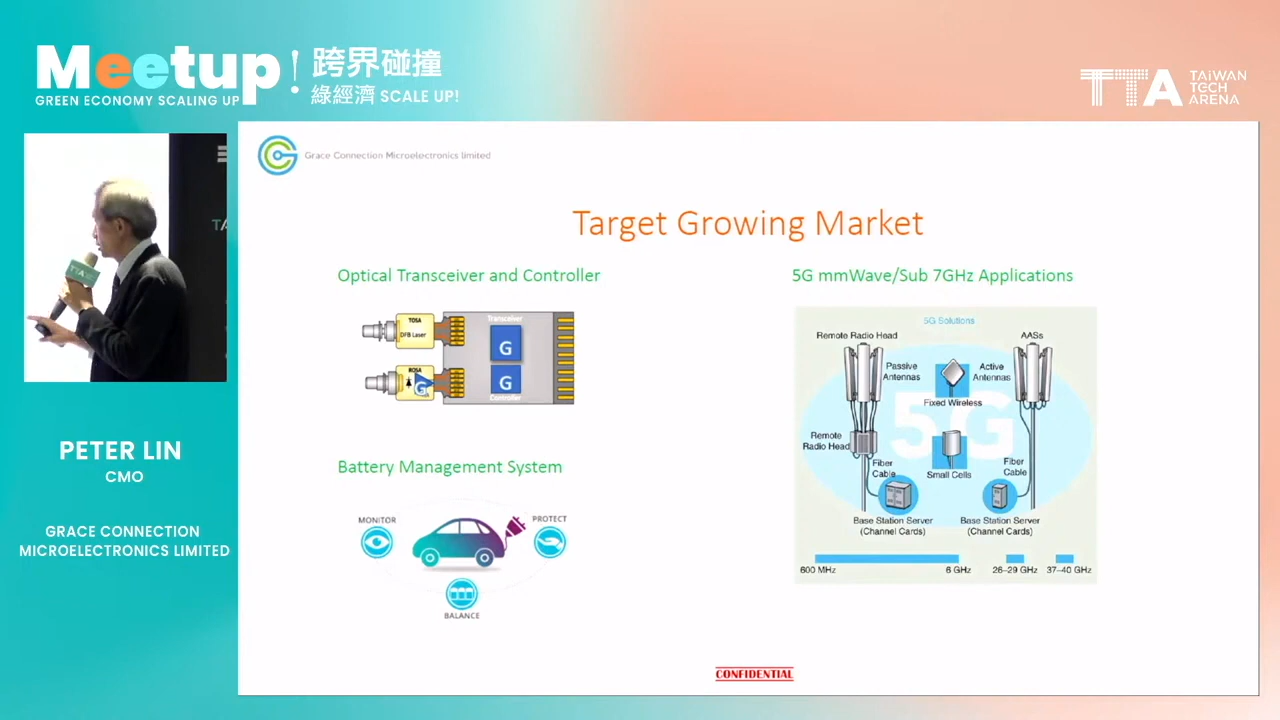 Meetup!
GREEN ECONOMY SCALING UP
跨界碰撞
綠經濟 SCALE UP!
TTA
TAIWAN
TECH
ARENA
TTA
PETER LIN
CMO
GRACE CONNECTION
MICROELECTRONICS LIMITED
Grace Connection Microelectronics limited
Target Growing Market
Optical Transceiver and Controller
TOSA
DFB Laser
ROSA
G
Transceiver
G
G
Controller
Battery Management System
MONITOR
PROTECT
BALANCE
5G mmWave/Sub 7GHz Applications
5G Solutions
5G
Remote Radio Head
AASs
Passive
Antennas
Active
Antennas
Fixed Wireless
Remote
Radio Head
Fiber
Cable
Small Cells
Fiber
Cable
Base Station Server
(Channel Cards)
Base Station Server
(Channel Cards)
600 MHz
6 GHz
26–29 GHz
37–40 GHz
CONFIDENTIAL